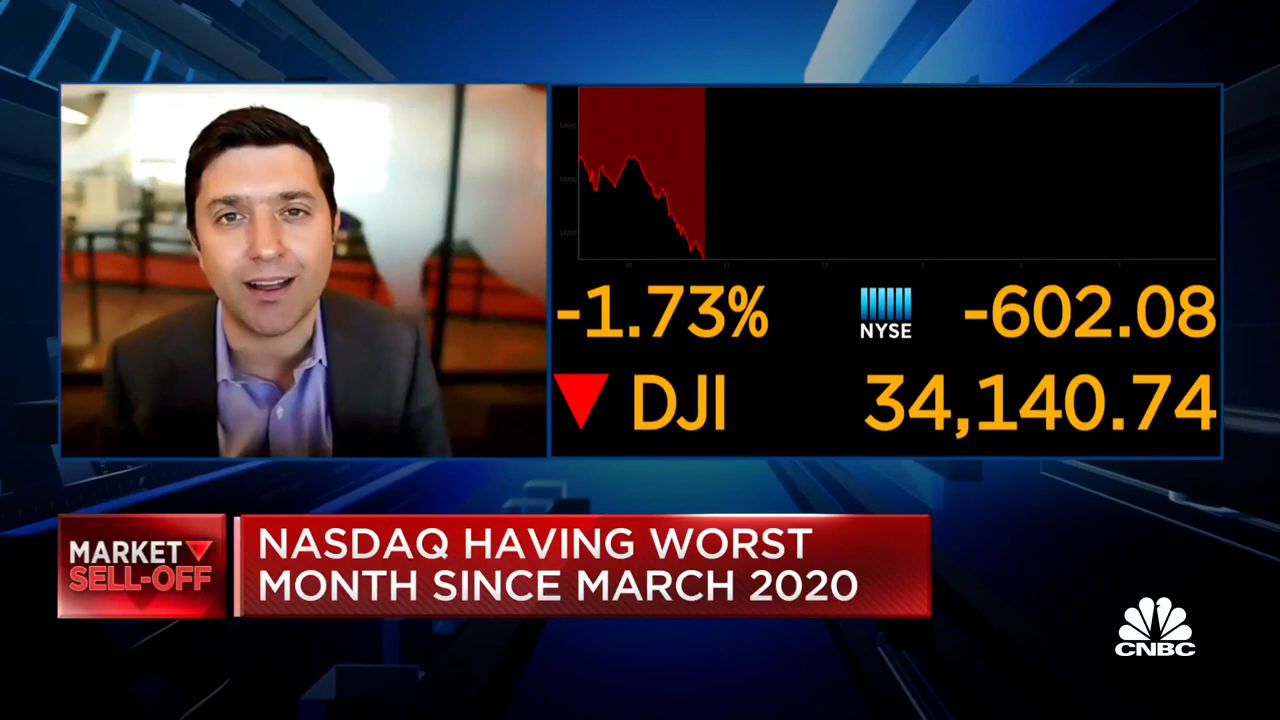 -1.73%
NYSE
-602.08
DJI
34,140.74
MARKET
SELL-OFF
NASDAQ HAVING WORST
MONTH SINCE MARCH 2020
CNBC